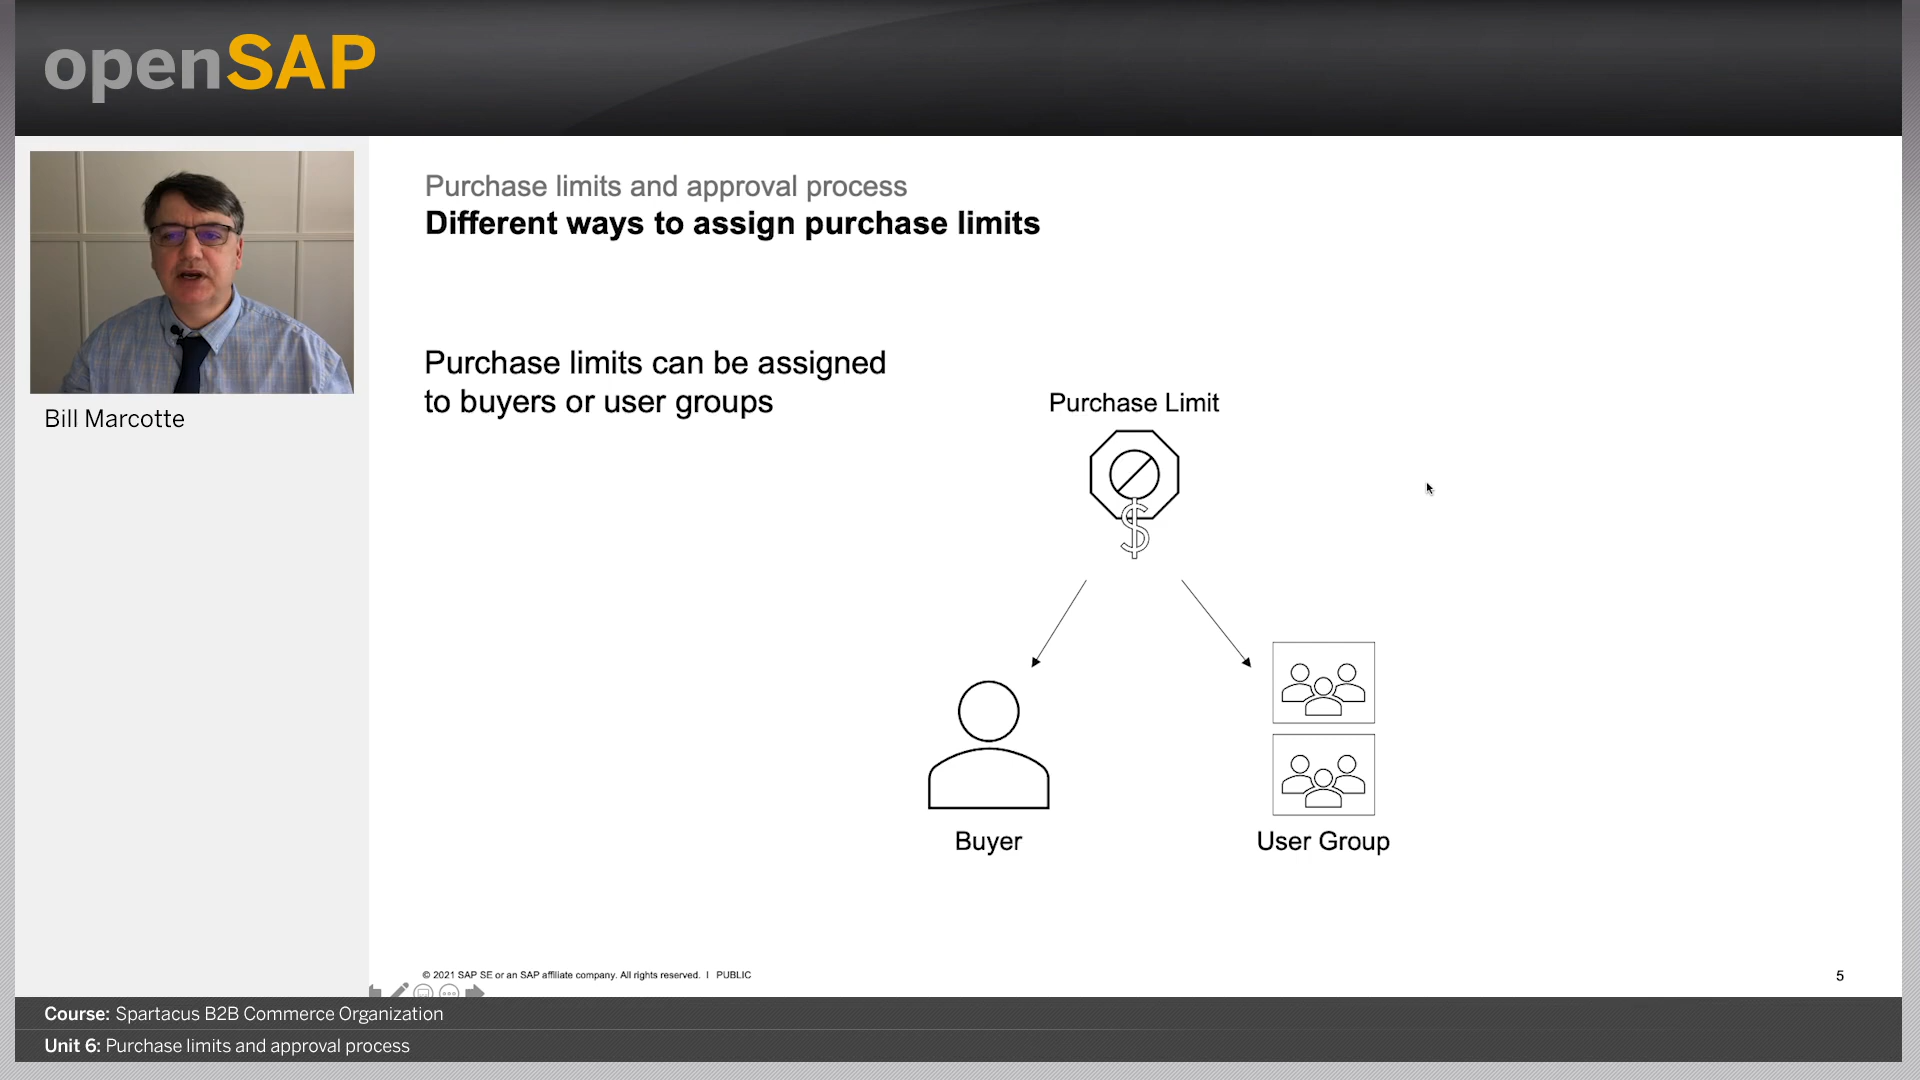 openSAP
Purchase limits and approval process
Different ways to assign purchase limits
Bill Marcotte
Purchase limits can be assigned
to buyers or user groups
Purchase Limit
$
Buyer
User Group
© 2021 SAP SE or an SAP affiliate company. All rights reserved. I PUBLIC
5
Course: Spartacus B2B Commerce Organization
Unit 6: Purchase limits and approval process